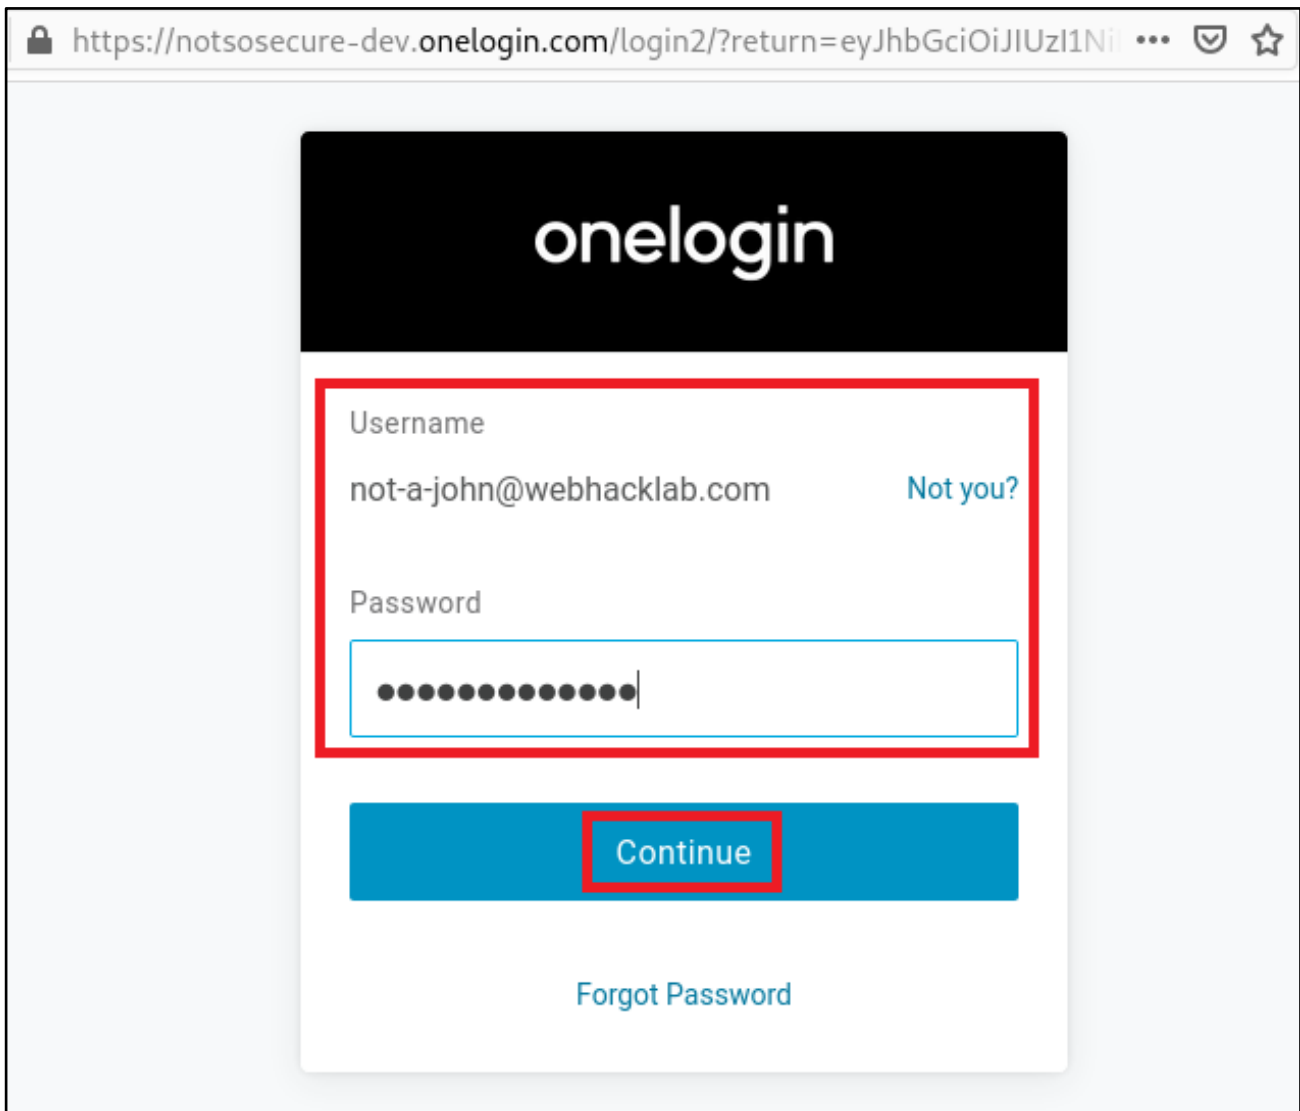 https://notsosecure-dev.onelogin.com/login2/?return=eyJhbGciOiJIUzI1Ni
onelogin
Username
not-a-john@webhacklab.com Not you?
Password
Continue
Forgot Password